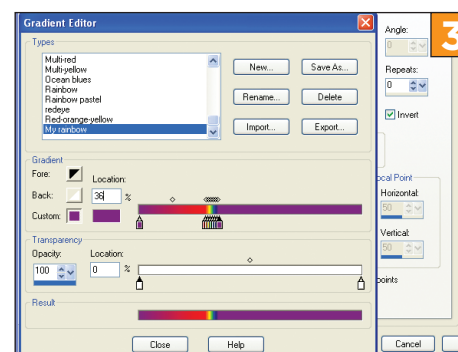 Gradient Editor
Types
Multi-red
Multi-yellow
Ocean blues
Rainbow
Rainbow pastel
redeye
Red-orange-yellow
My rainbow
New...
Save As...
Rename...
Delete
Import...
Export...
Gradient
Fore:
Back:
Custom:
Location:
36
%
Transparency
Opacity:
100
Location:
0
%
Result
Close
Help
Angle:
0
Repeats:
0
Invert
ocal Point
Horizontal:
50
Vertical:
50
points
Cancel
3